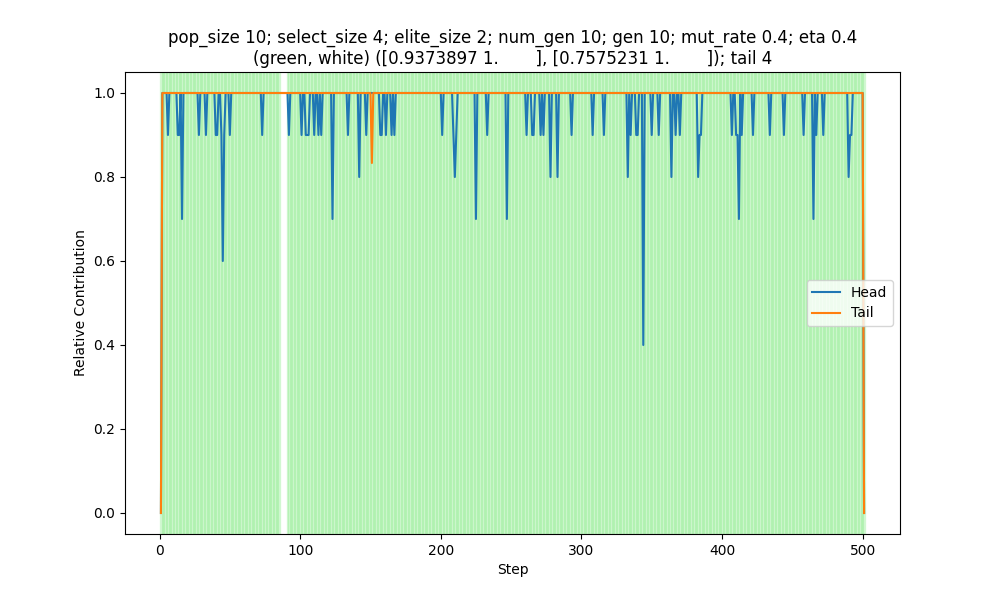 pop_size 10; select_size 4; elite_size 2; num_gen 10; gen 10; mut_rate 0.4; eta 0.4
(green, white) ([0.9373897 1.        ], [0.7575231 1.        ]); tail 4
1.0
0.8
0.6
0.4
0.2
0.0
Relative Contribution
Head
Tail
0 100 200 300 400 500
Step